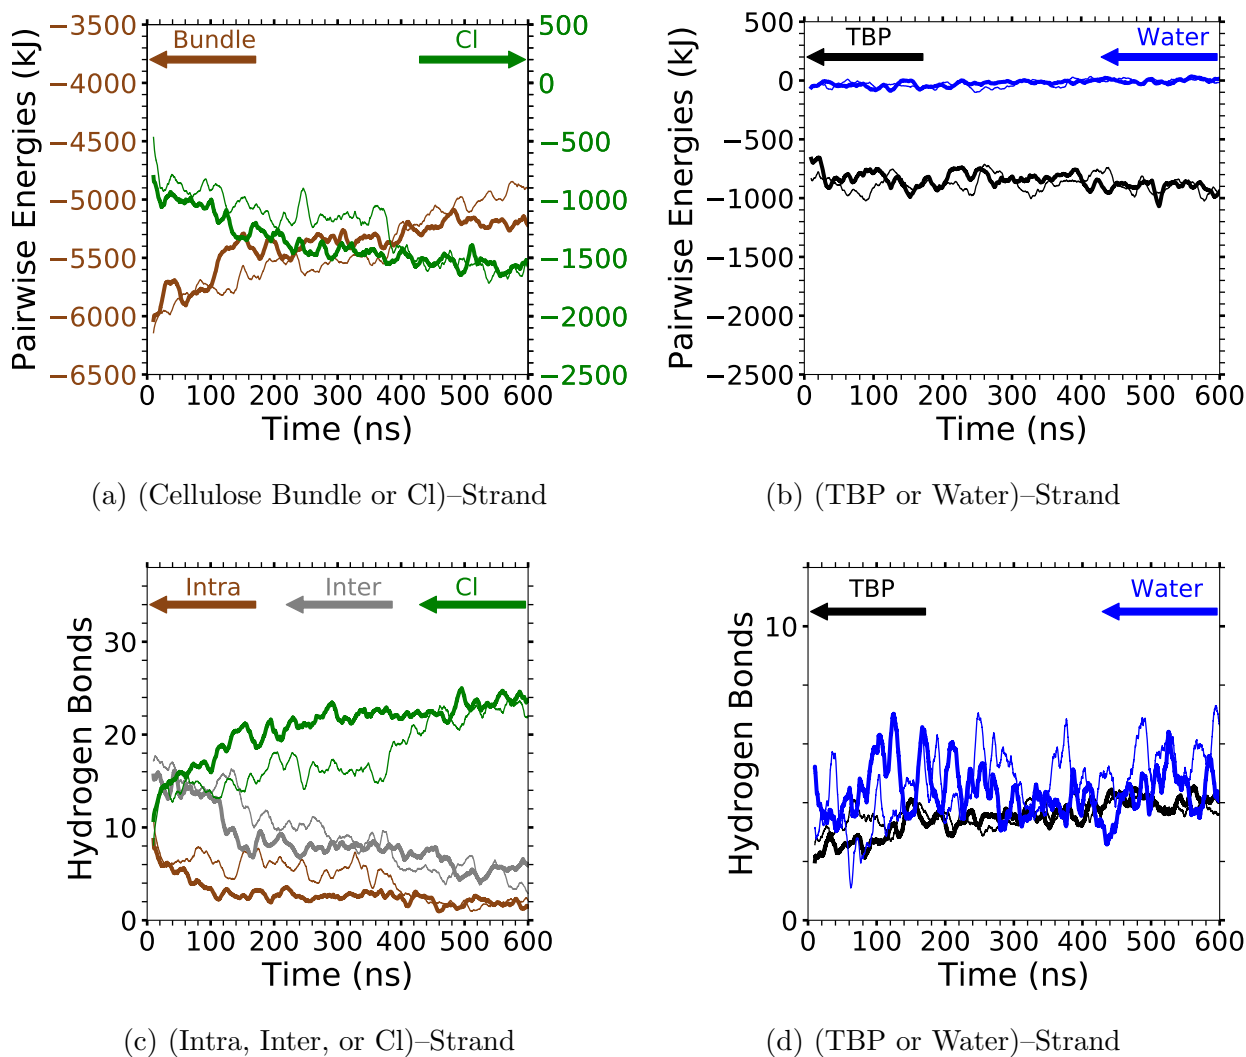 −3500
−4000
−4500
−5000
−5500
−6000
−6500
Pairwise Energies (kJ)
Bundle
Cl
500
0
−500
−1000
−1500
−2000
−2500
0 100 200 300 400 500 600
Time (ns)
(a) (Cellulose Bundle or Cl)–Strand
500
0
−500
−1000
−1500
−2000
−2500
Pairwise Energies (kJ)
TBP
Water
0 100 200 300 400 500 600
Time (ns)
(b) (TBP or Water)–Strand
30
20
10
0
Hydrogen Bonds
Intra
Inter
Cl
0 100 200 300 400 500 600
Time (ns)
(c) (Intra, Inter, or Cl)–Strand
10
0
Hydrogen Bonds
TBP
Water
0 100 200 300 400 500 600
Time (ns)
(d) (TBP or Water)–Strand